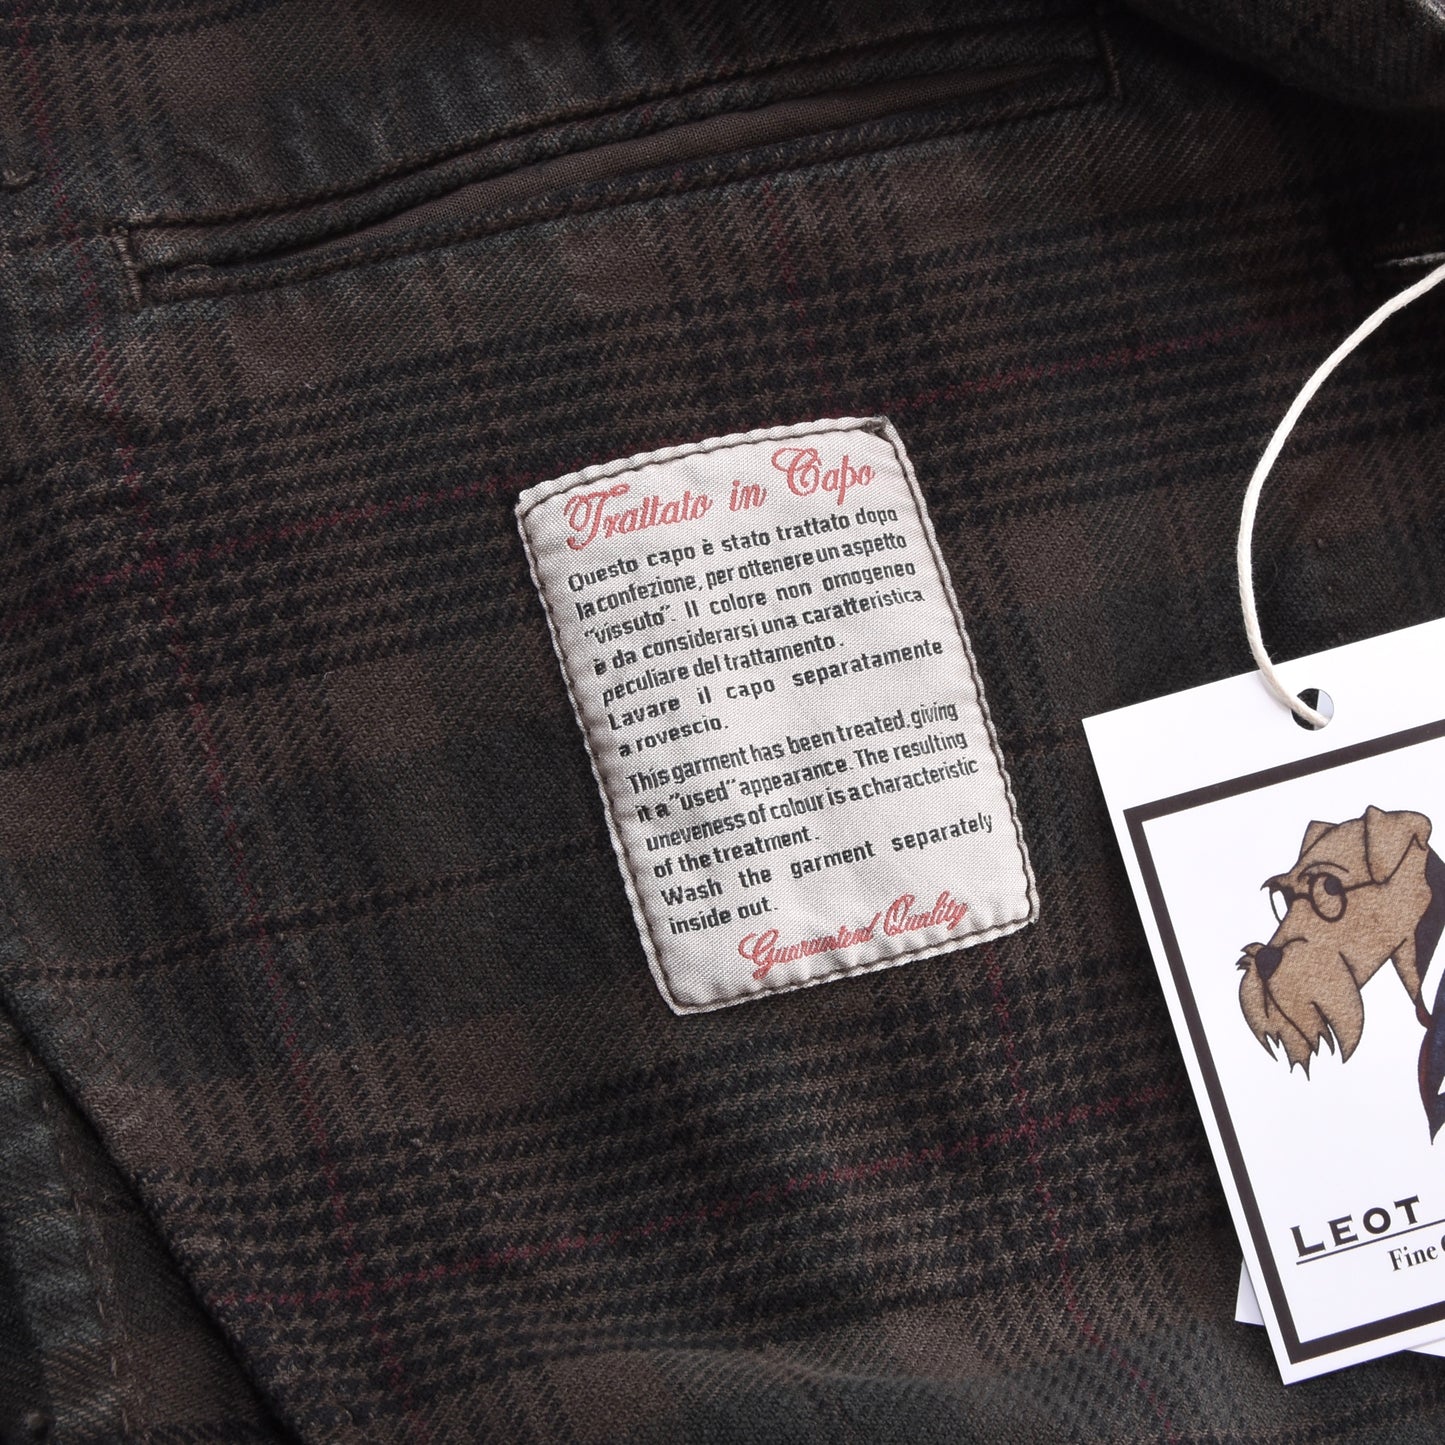 Trattato in Capo
Questo capo è stato trattato dopo
la confezione, per ottenere un aspetto
"vissuto". Il colore non omogeneo
è da considerarsi una caratteristica
peculiare del trattamento.
Lavare il capo separatamente
a rovescio.
This garment has been treated.giving
it a "used" appearance. The resulting
uneveness of colour is a characteristic
of the treatment.
Wash the garment separately
inside out.
Guaranteed Quality
LEOT
Fine